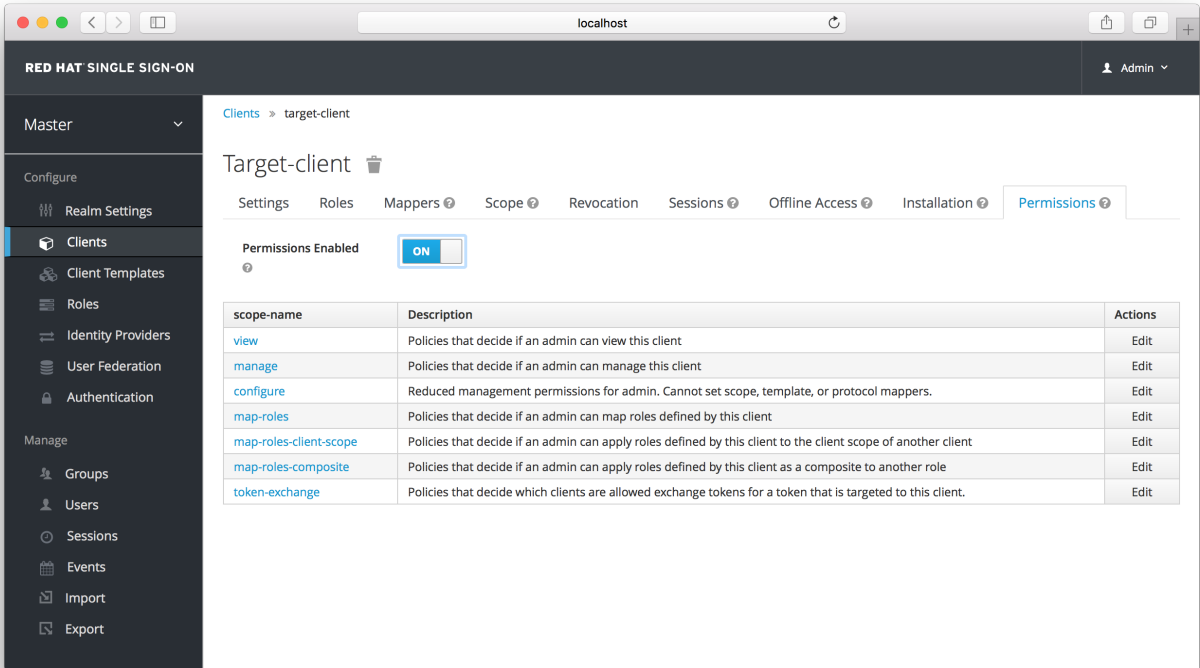 localhost
RED HAT SINGLE SIGN-ON
Admin
Master
Clients » target-client
Target-client
Configure
Settings Roles Mappers Scope Revocation Sessions Offline Access Installation Permissions
Realm Settings
Clients
Client Templates
Roles
Identity Providers
User Federation
Authentication
Manage
Groups
Users
Sessions
Events
Import
Export
Permissions Enabled ON
scope-name Description Actions
view Policies that decide if an admin can view this client Edit
manage Policies that decide if an admin can manage this client Edit
configure Reduced management permissions for admin. Cannot set scope, template, or protocol mappers. Edit
map-roles Policies that decide if an admin can map roles defined by this client Edit
map-roles-client-scope Policies that decide if an admin can apply roles defined by this client to the client scope of another client Edit
map-roles-composite Policies that decide if an admin can apply roles defined by this client as a composite to another role Edit
token-exchange Policies that decide which clients are allowed exchange tokens for a token that is targeted to this client. Edit